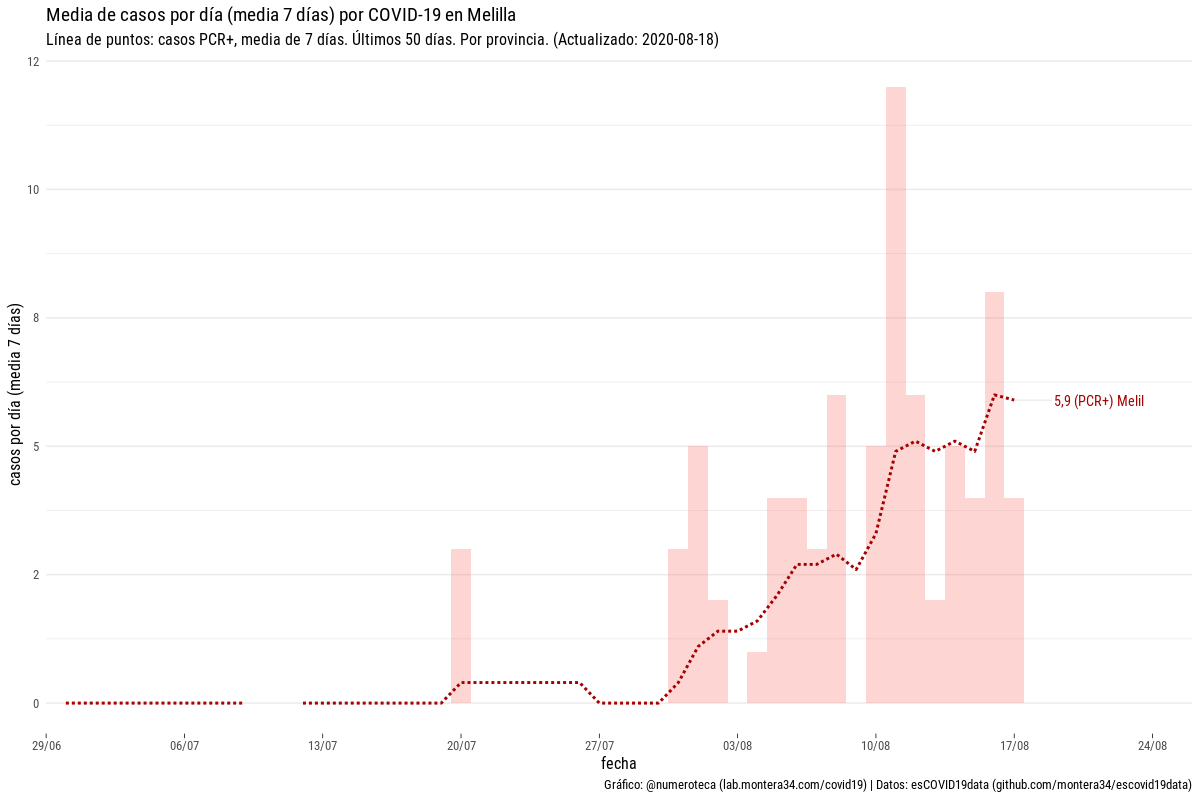 Media de casos por día (media 7 días) por COVID-19 en Melilla
Línea de puntos: casos PCR+, media de 7 días. Últimos 50 días. Por provincia. (Actualizado: 2020-08-18)
casos por día (media 7 días)
12
10
8
5
2
0
5,9 (PCR+) Melil
29/06 06/07 13/07 20/07 27/07 03/08 10/08 17/08 24/08
fecha
Gráfico: @numeroteca (lab.montera34.com/covid19) | Datos: esCOVID19data (github.com/montera34/escovid19data)